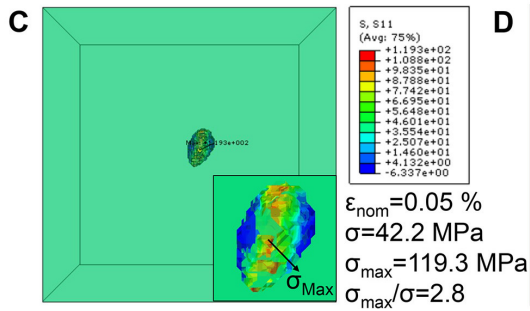 C
D
S, S11
(Avg: 75%)
+1.193e+02
+1.088e+02
+9.835e+01
+8.788e+01
+7.742e+01
+6.695e+01
+5.648e+01
+4.601e+01
+3.554e+01
+2.507e+01
+1.460e+01
+4.132e+00
-6.337e+00
εnom=0.05 %
σ=42.2 MPa
σmax=119.3 MPa
σmax/σ=2.8
σMax